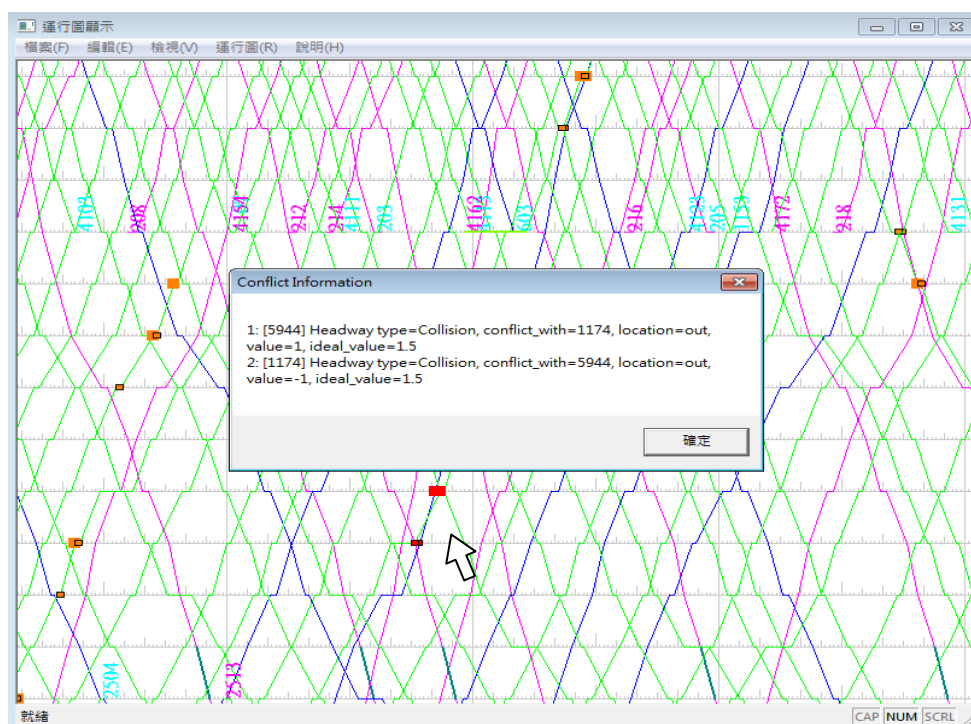 運行圖顯示
檔案(F) 編輯(E) 檢視(V) 運行圖(R) 說明(H)
4103
208
4164
212
214
4111
203
4162
603
216
4123
205
1153
4172
218
4131
Conflict Information
1: [5944] Headway type=Collision, conflict_with=1174, location=out,
value=1, ideal_value=1.5
2: [1174] Headway type=Collision, conflict_with=5944, location=out,
value=-1, ideal_value=1.5
確定
2504
2513
就緒
CAP NUM SCRL